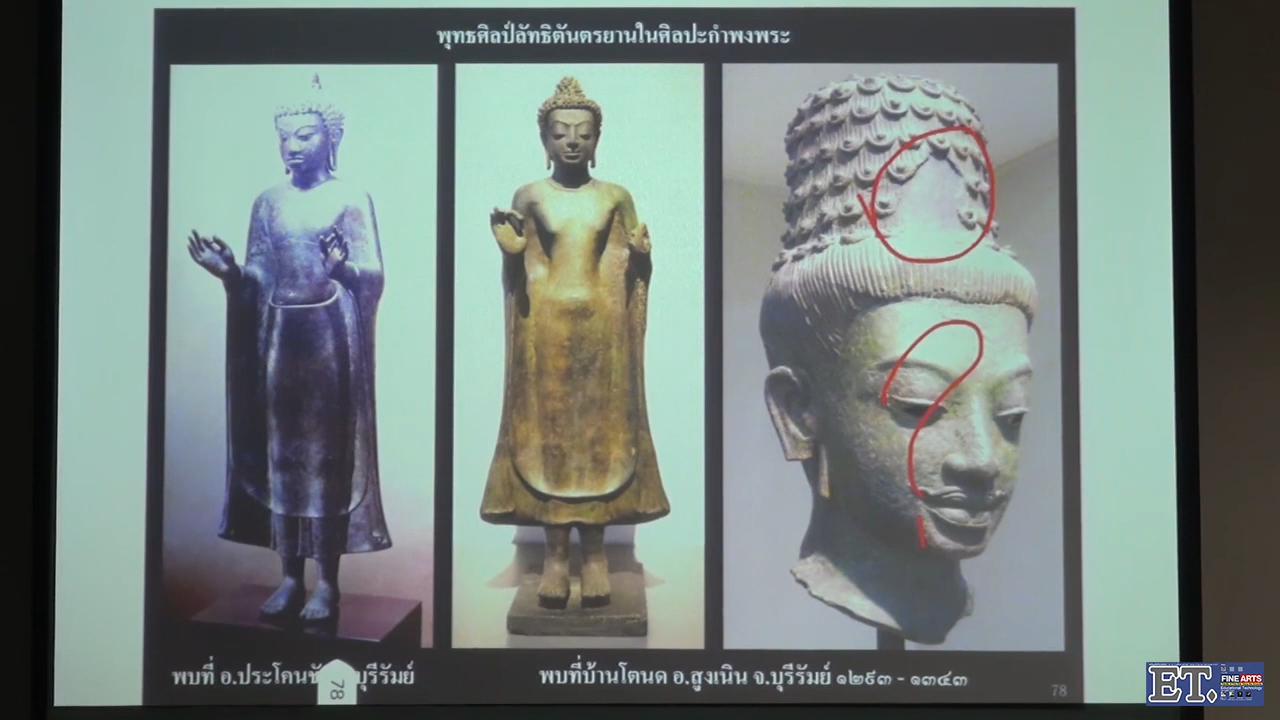 พุทธศิลป์ลัทธิตันตรยานในศิลปะกำพงพระ
พบที่ อ.ประโคนชั บุรีรัมย์
พบที่บ้านโตนด อ.สูงเนิน จ.บุรีรัมย์ ๑๒๙๓ - ๑๓๔๓
78
78
ET.
FINE ARTS
Educational Technology